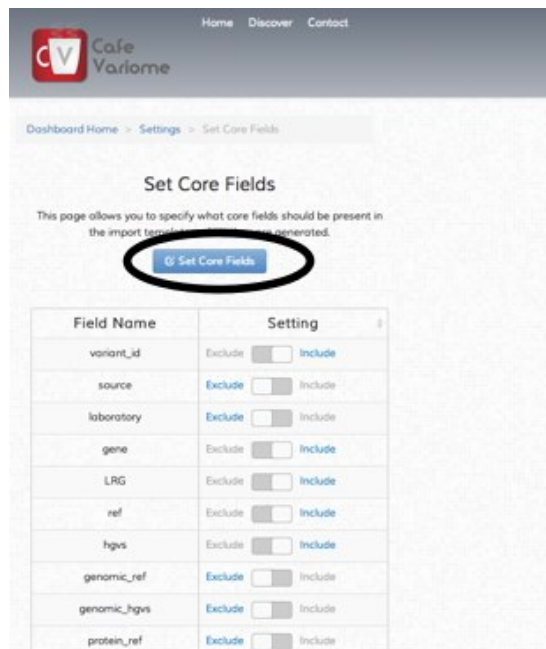 Home Discover Contact
CV Cafe
Variome
Dashboard Home > Settings > Set Core Fields
Set Core Fields
This page allows you to specify what core fields should be present in
the import generated.
Set Core Fields
Field Name Setting
variant_id Exclude Include
source Exclude Include
laboratory Exclude Include
gene Exclude Include
LRG Exclude Include
ref Exclude Include
hgvs Exclude Include
genomic_ref Exclude Include
genomic_hgvs Exclude Include
protein_ref Exclude Include